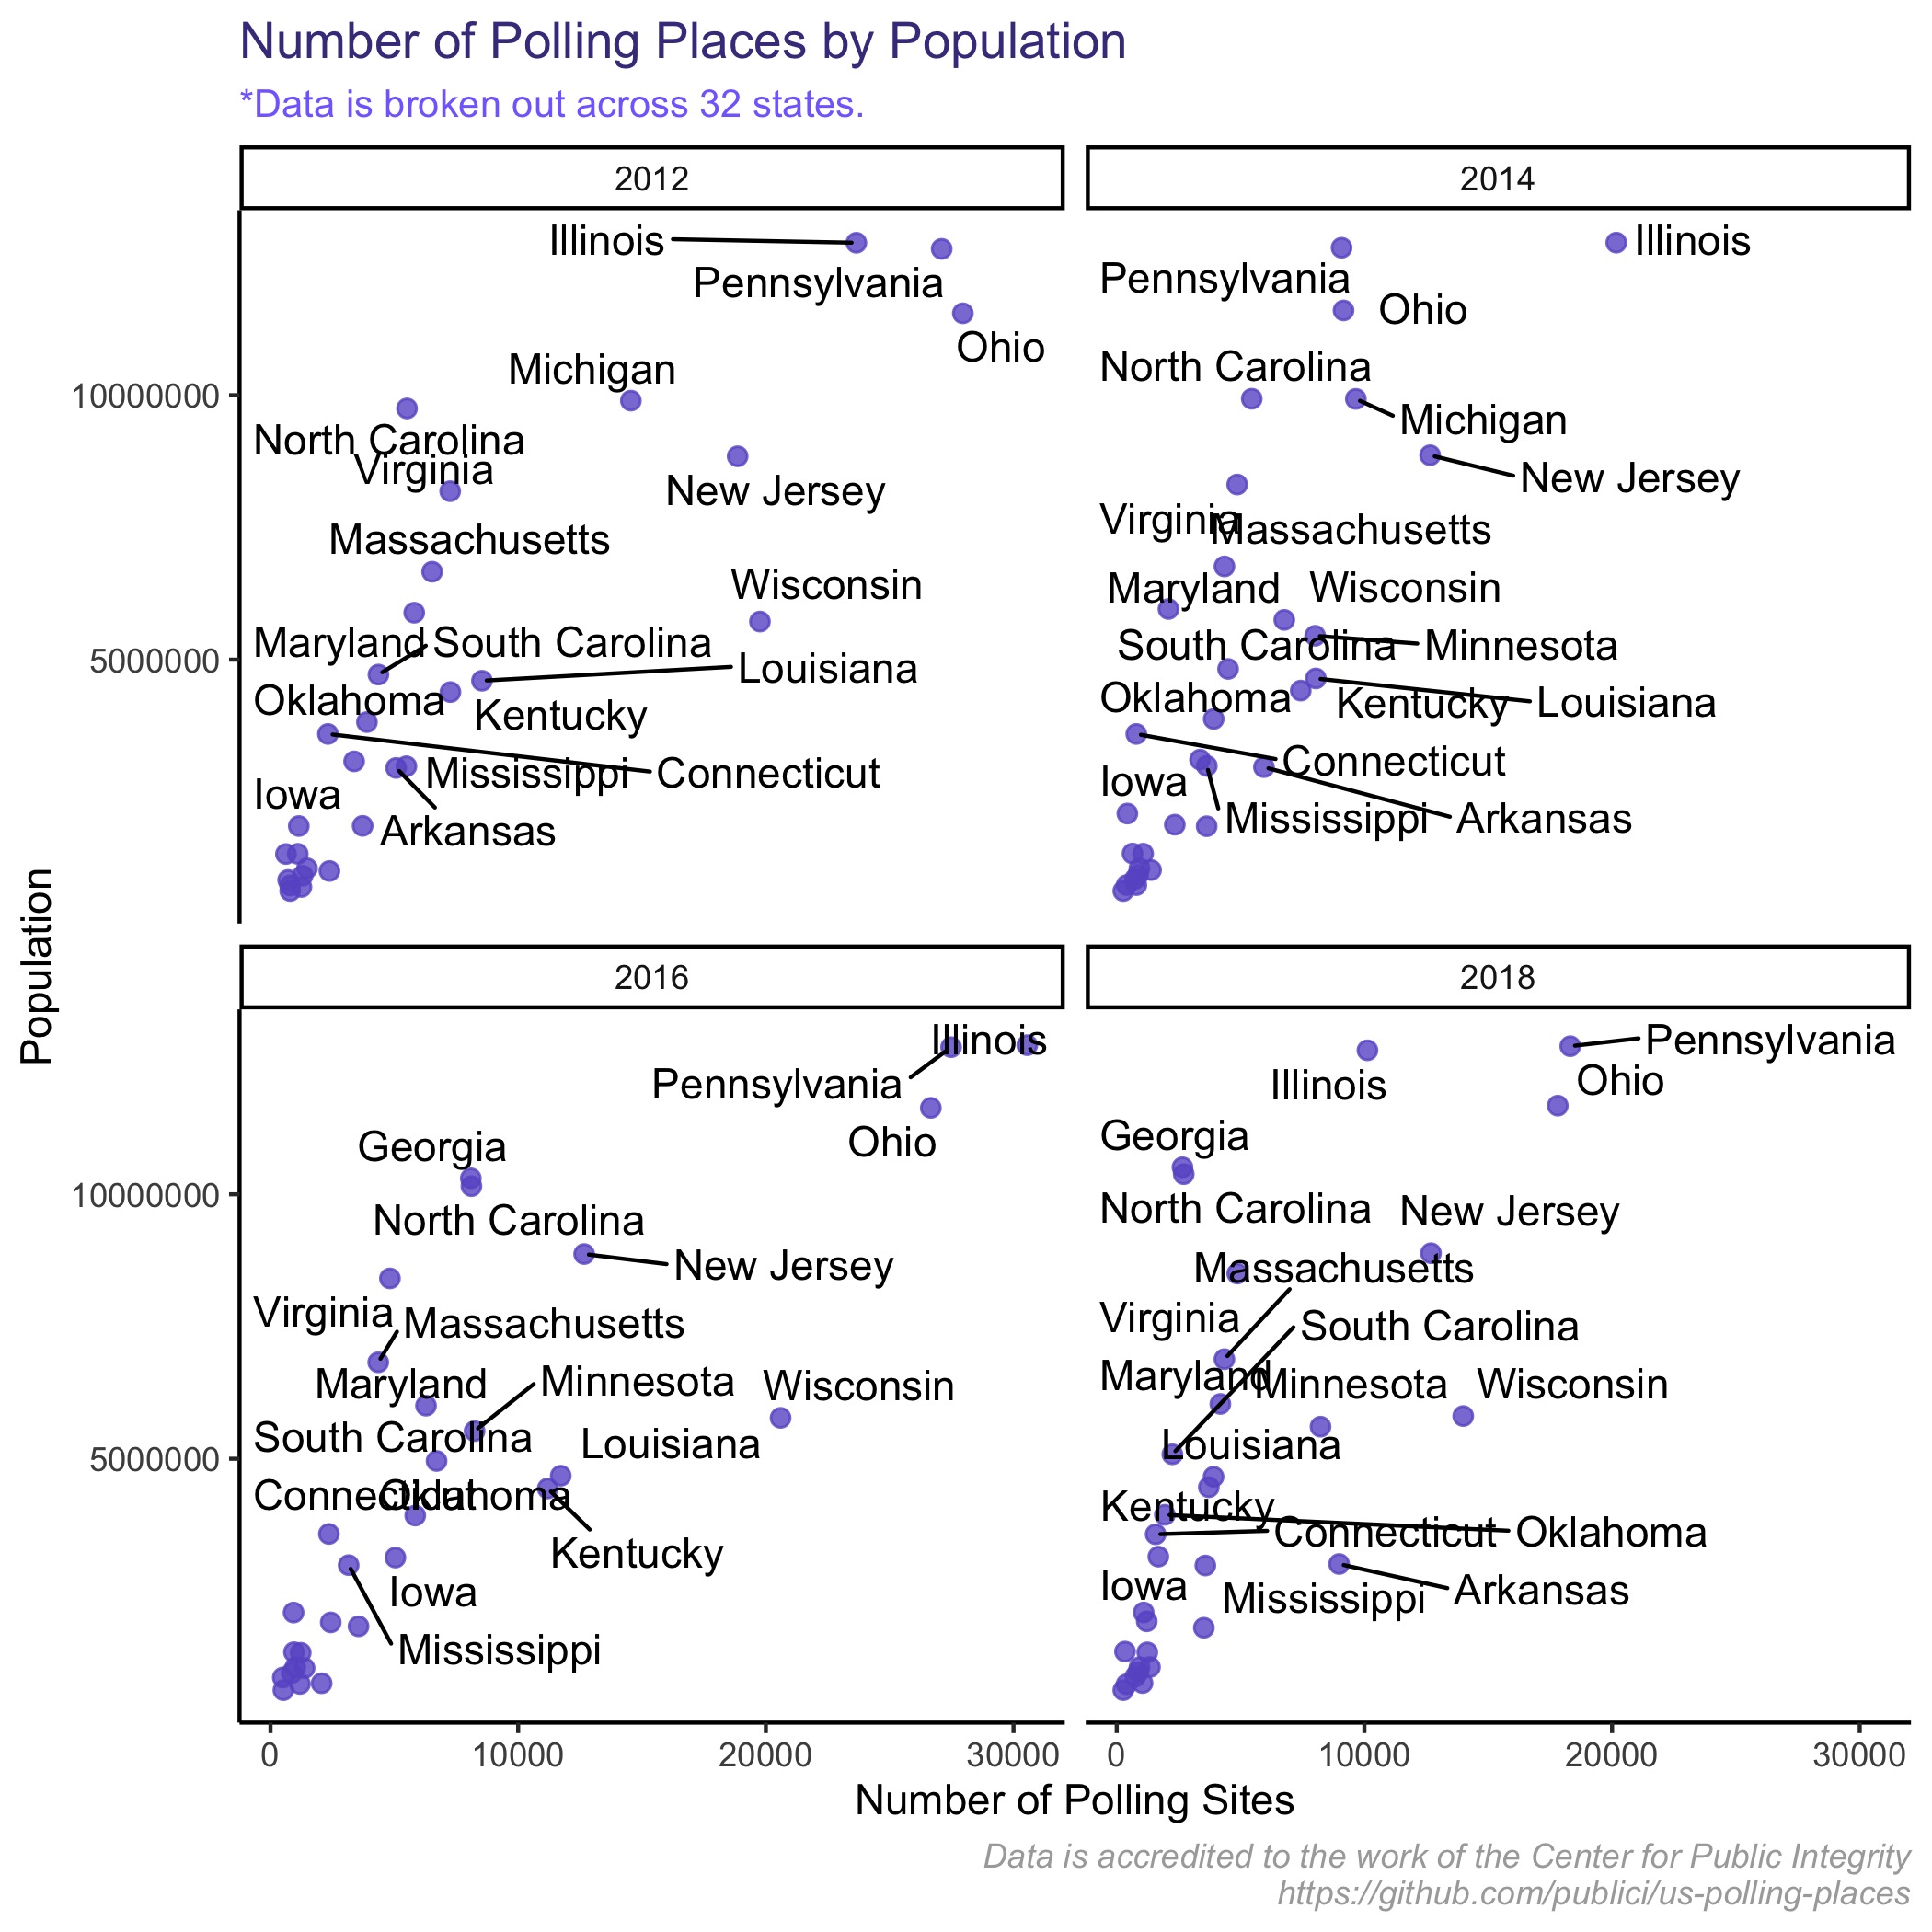 Number of Polling Places by Population
*Data is broken out across 32 states.
2012
2014
Illinois
Pennsylvania
Ohio
Michigan
North Carolina
Virginia
New Jersey
Massachusetts
Wisconsin
Maryland
South Carolina
Louisiana
Oklahoma
Kentucky
Mississippi
Connecticut
Iowa
Arkansas
Illinois
Pennsylvania
Ohio
North Carolina
Michigan
New Jersey
Virginia
Massachusetts
Maryland
Wisconsin
South Carolina
Minnesota
Oklahoma
Kentucky
Louisiana
Connecticut
Iowa
Mississippi
Arkansas
10000000
5000000
Population
2016
2018
Illinois
Pennsylvania
Ohio
Georgia
North Carolina
New Jersey
Virginia
Massachusetts
Maryland
Minnesota
Wisconsin
South Carolina
Louisiana
Connecticut
Oklahoma
Kentucky
Iowa
Mississippi
Pennsylvania
Illinois
Ohio
Georgia
North Carolina
New Jersey
Massachusetts
Virginia
South Carolina
Maryland
Minnesota
Wisconsin
Louisiana
Kentucky
Connecticut
Oklahoma
Iowa
Mississippi
Arkansas
10000000
5000000
0
10000
20000
30000
0
10000
20000
30000
Number of Polling Sites
Data is accredited to the work of the Center for Public Integrity
https://github.com/publici/us-polling-places